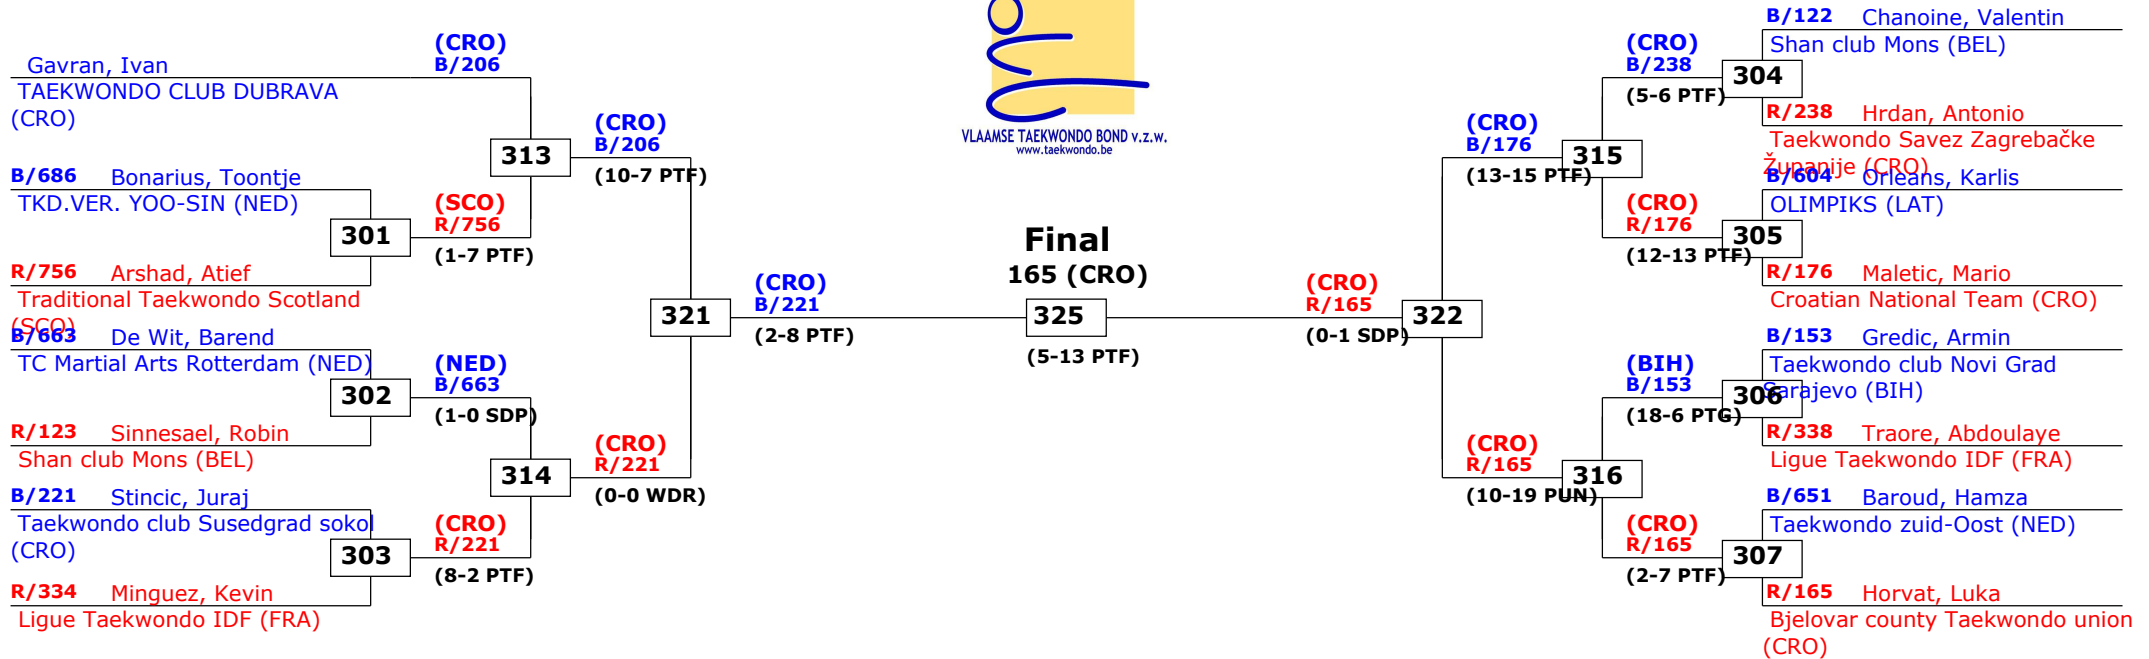 Gavran, Ivan
TAEKWONDO CLUB DUBRAVA
(CRO)
B/686 Bonarius, Toontje
TKD.VER. YOO-SIN (NED)
301
R/756 Arshad, Atief
Traditional Taekwondo Scotland
(SCO)
B/663 De Wit, Barend
TC Martial Arts Rotterdam (NED)
302
R/123 Sinnesael, Robin
Shan club Mons (BEL)
B/221 Stincic, Juraj
Taekwondo club Susedgrad sokol
(CRO)
303
R/334 Minguez, Kevin
Ligue Taekwondo IDF (FRA)
(CRO)
B/206
313
(SCO)
R/756
(1-7 PTF)
(NED)
B/663
(1-0 SDP)
314
(CRO)
R/221
(8-2 PTF)
(CRO)
B/206
(10-7 PTF)
321
(CRO)
R/221
(0-0 WDR)
(CRO)
B/221
(2-8 PTF)
VLAAMSE TAEKWONDO BOND v.z.w.
www.taekwondo.be
Final
165 (CRO)
325
(5-13 PTF)
(CRO)
R/165
(0-1 SDP)
322
(CRO)
B/176
(13-15 PTF)
315
(CRO)
R/165
(10-19 PUN)
316
(CRO)
B/238
(5-6 PTF)
(CRO)
R/176
(12-13 PTF)
(BIH)
B/153
(18-6 PTG)
(CRO)
R/165
(2-7 PTF)
B/122 Chanoine, Valentin
Shan club Mons (BEL)
304
R/238 Hrdan, Antonio
Taekwondo Savez Zagrebačke
Županije (CRO)
B/604 Orleans, Karlis
OLIMPIKS (LAT)
305
R/176 Maletic, Mario
Croatian National Team (CRO)
B/153 Gredic, Armin
Taekwondo club Novi Grad
Sarajevo (BIH)
306
R/338 Traore, Abdoulaye
Ligue Taekwondo IDF (FRA)
B/651 Baroud, Hamza
Taekwondo zuid-Oost (NED)
307
R/165 Horvat, Luka
Bjelovar county Taekwondo union
(CRO)